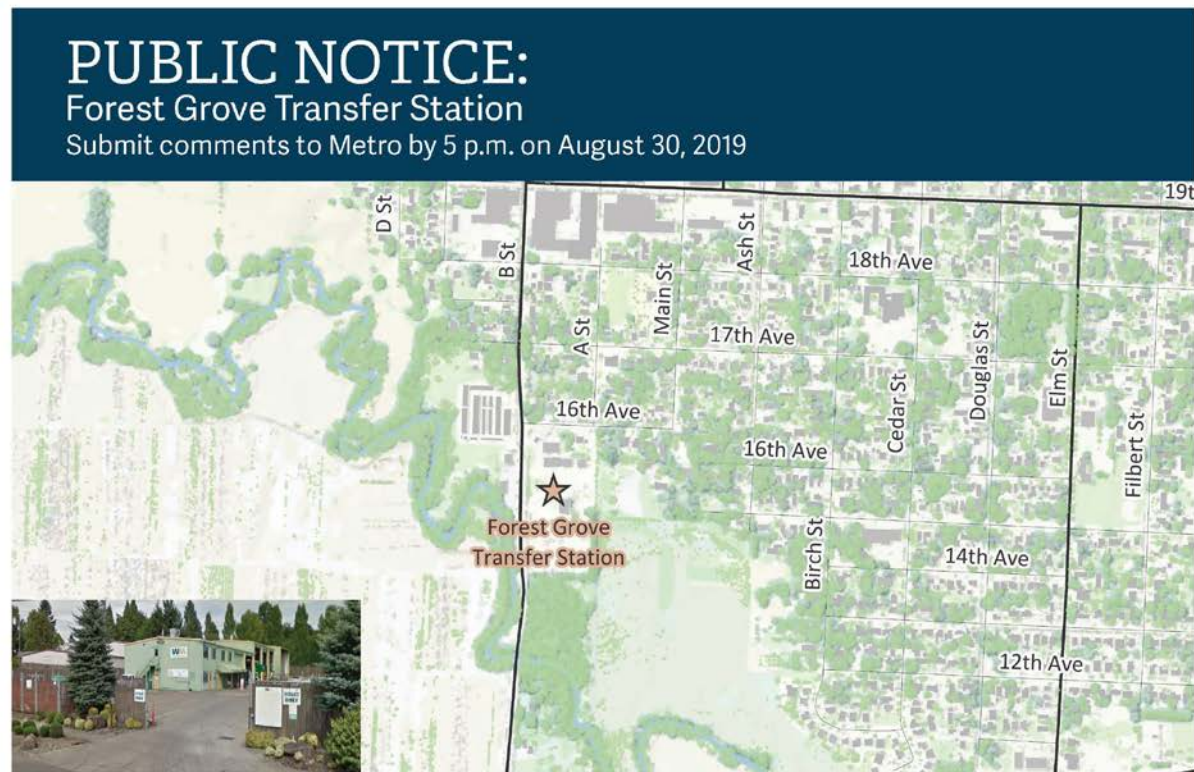 PUBLIC NOTICE:
Forest Grove Transfer Station
Submit comments to Metro by 5 p.m. on August 30, 2019
D St
B St
A St
Main St
Ash St
18th Ave
17th Ave
16th Ave
16th Ave
Cedar St
Douglas St
Elm St
Filbert St
Birch St
14th Ave
12th Ave
Forest Grove
Transfer Station